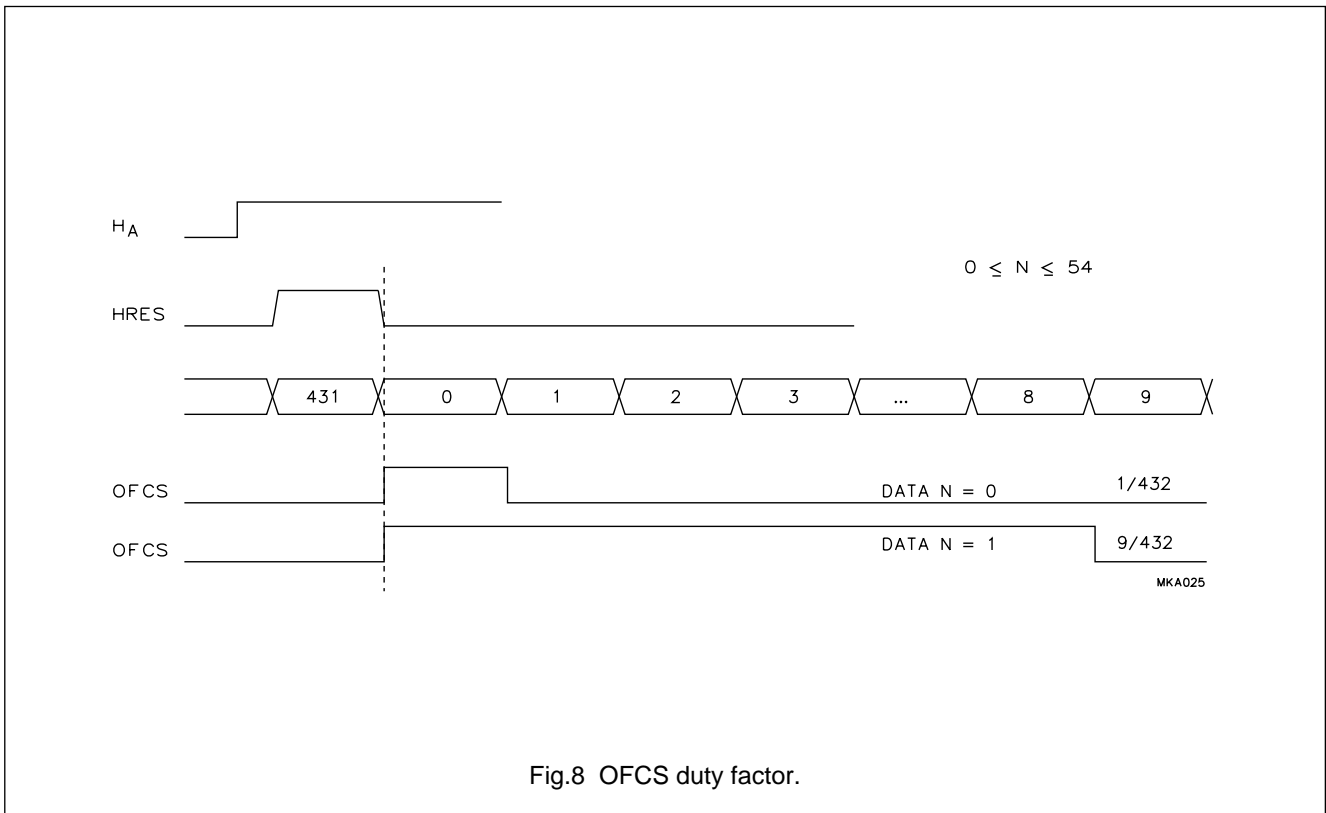 HA
0 ≤ N ≤ 54
HRES
431 0 1 2 3 ... 8 9
OFCS DATA N = 0 1/432
OFCS DATA N = 1 9/432
MKA025
Fig.8 OFCS duty factor.